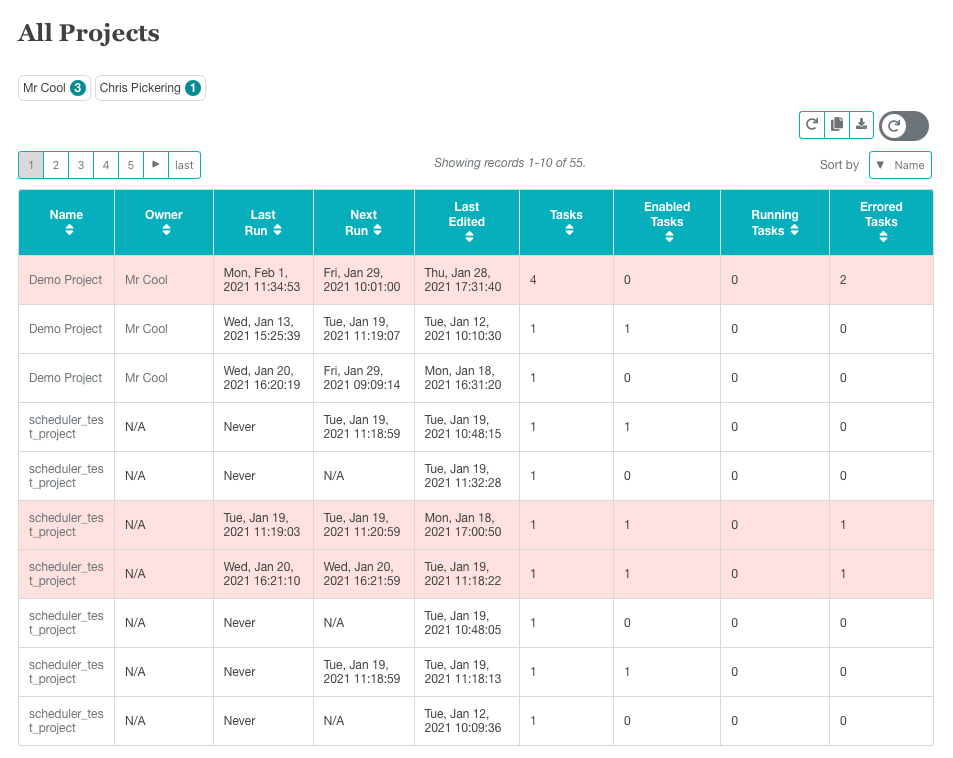 All Projects
Mr Cool 3 Chris Pickering 1
1 2 3 4 5 last
Showing records 1-10 of 55.
Sort by Name
Name Owner Last Run Next Run Last Edited Tasks Enabled Tasks Running Tasks Errored Tasks
Demo Project Mr Cool Mon, Feb 1, 2021 11:34:53 Fri, Jan 29, 2021 10:01:00 Thu, Jan 28, 2021 17:31:40 4 0 0 2
Demo Project Mr Cool Wed, Jan 13, 2021 15:25:39 Tue, Jan 19, 2021 11:19:07 Tue, Jan 12, 2021 10:10:30 1 1 0 0
Demo Project Mr Cool Wed, Jan 20, 2021 16:20:19 Fri, Jan 29, 2021 09:09:14 Mon, Jan 18, 2021 16:31:20 1 0 0 0
scheduler_test_project N/A Never Tue, Jan 19, 2021 11:18:59 Tue, Jan 19, 2021 10:48:15 1 1 0 0
scheduler_test_project N/A Never N/A Tue, Jan 19, 2021 11:32:28 1 0 0 0
scheduler_test_project N/A Tue, Jan 19, 2021 11:19:03 Tue, Jan 19, 2021 11:20:59 Mon, Jan 18, 2021 17:00:50 1 1 0 1
scheduler_test_project N/A Wed, Jan 20, 2021 16:21:10 Wed, Jan 20, 2021 16:21:59 Tue, Jan 19, 2021 11:18:22 1 1 0 1
scheduler_test_project N/A Never N/A Tue, Jan 19, 2021 10:48:05 1 0 0 0
scheduler_test_project N/A Never Tue, Jan 19, 2021 11:18:59 Tue, Jan 19, 2021 11:18:13 1 1 0 0
scheduler_test_project N/A Never N/A Tue, Jan 12, 2021 10:09:36 1 0 0 0